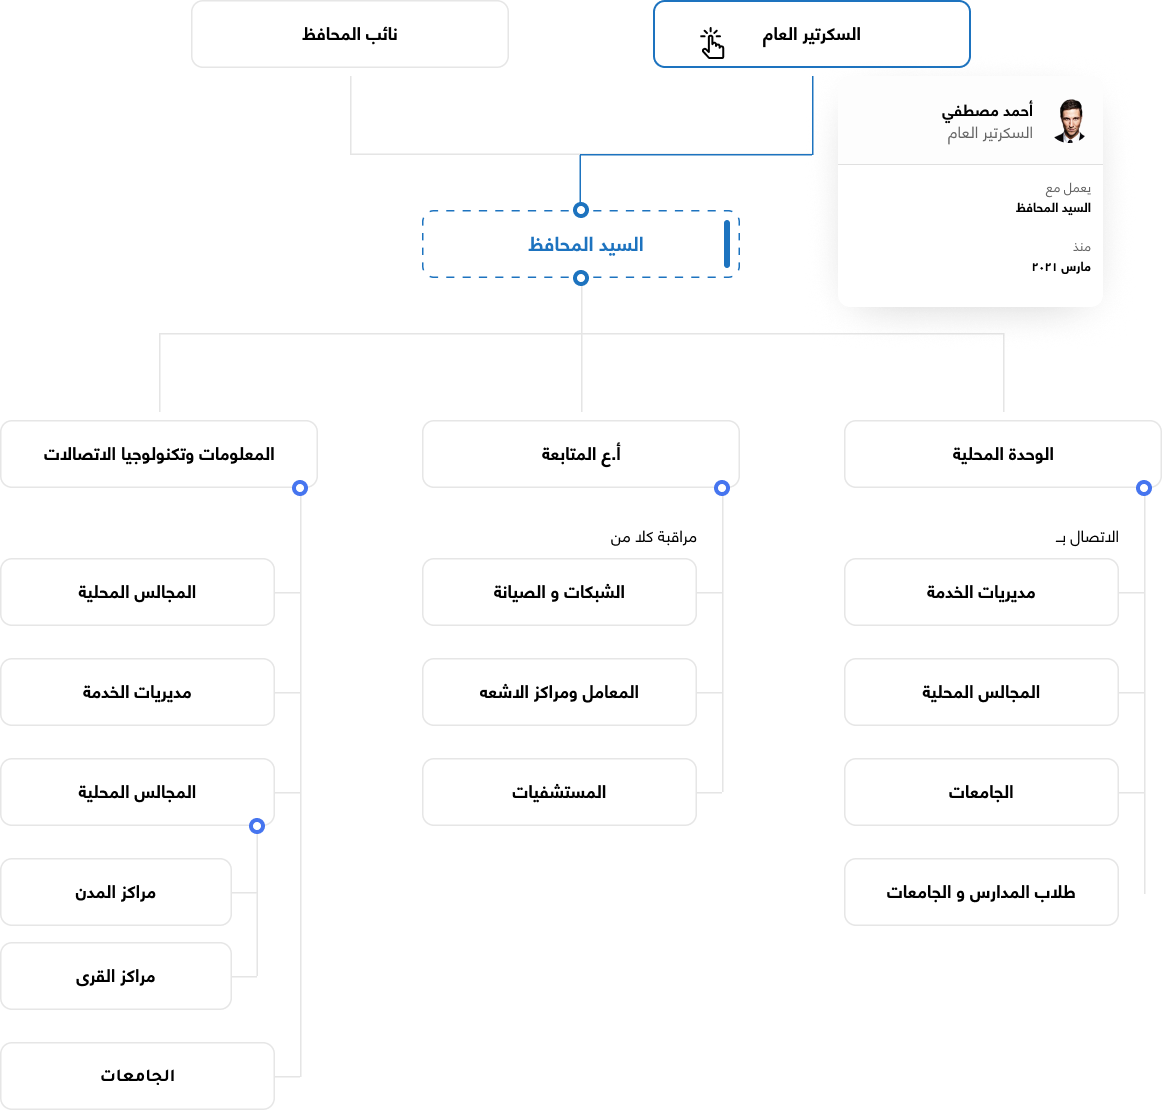 السكرتير العام
نائب المحافظ
أحمد مصطفي
السكرتير العام
يعمل مع
السيد المحافظ
منذ
مارس ٢٠٢١
السيد المحافظ
الوحدة المحلية
أ.ع المتابعة
المعلومات وتكنولوجيا الاتصالات
الاتصال بـ
مديريات الخدمة
المجالس المحلية
الجامعات
طلاب المدارس و الجامعات
مراقبة كلا من
الشبكات و الصيانة
المعامل ومراكز الاشعه
المستشفيات
المجالس المحلية
مديريات الخدمة
المجالس المحلية
مراكز المدن
مراكز القرى
الجامعات